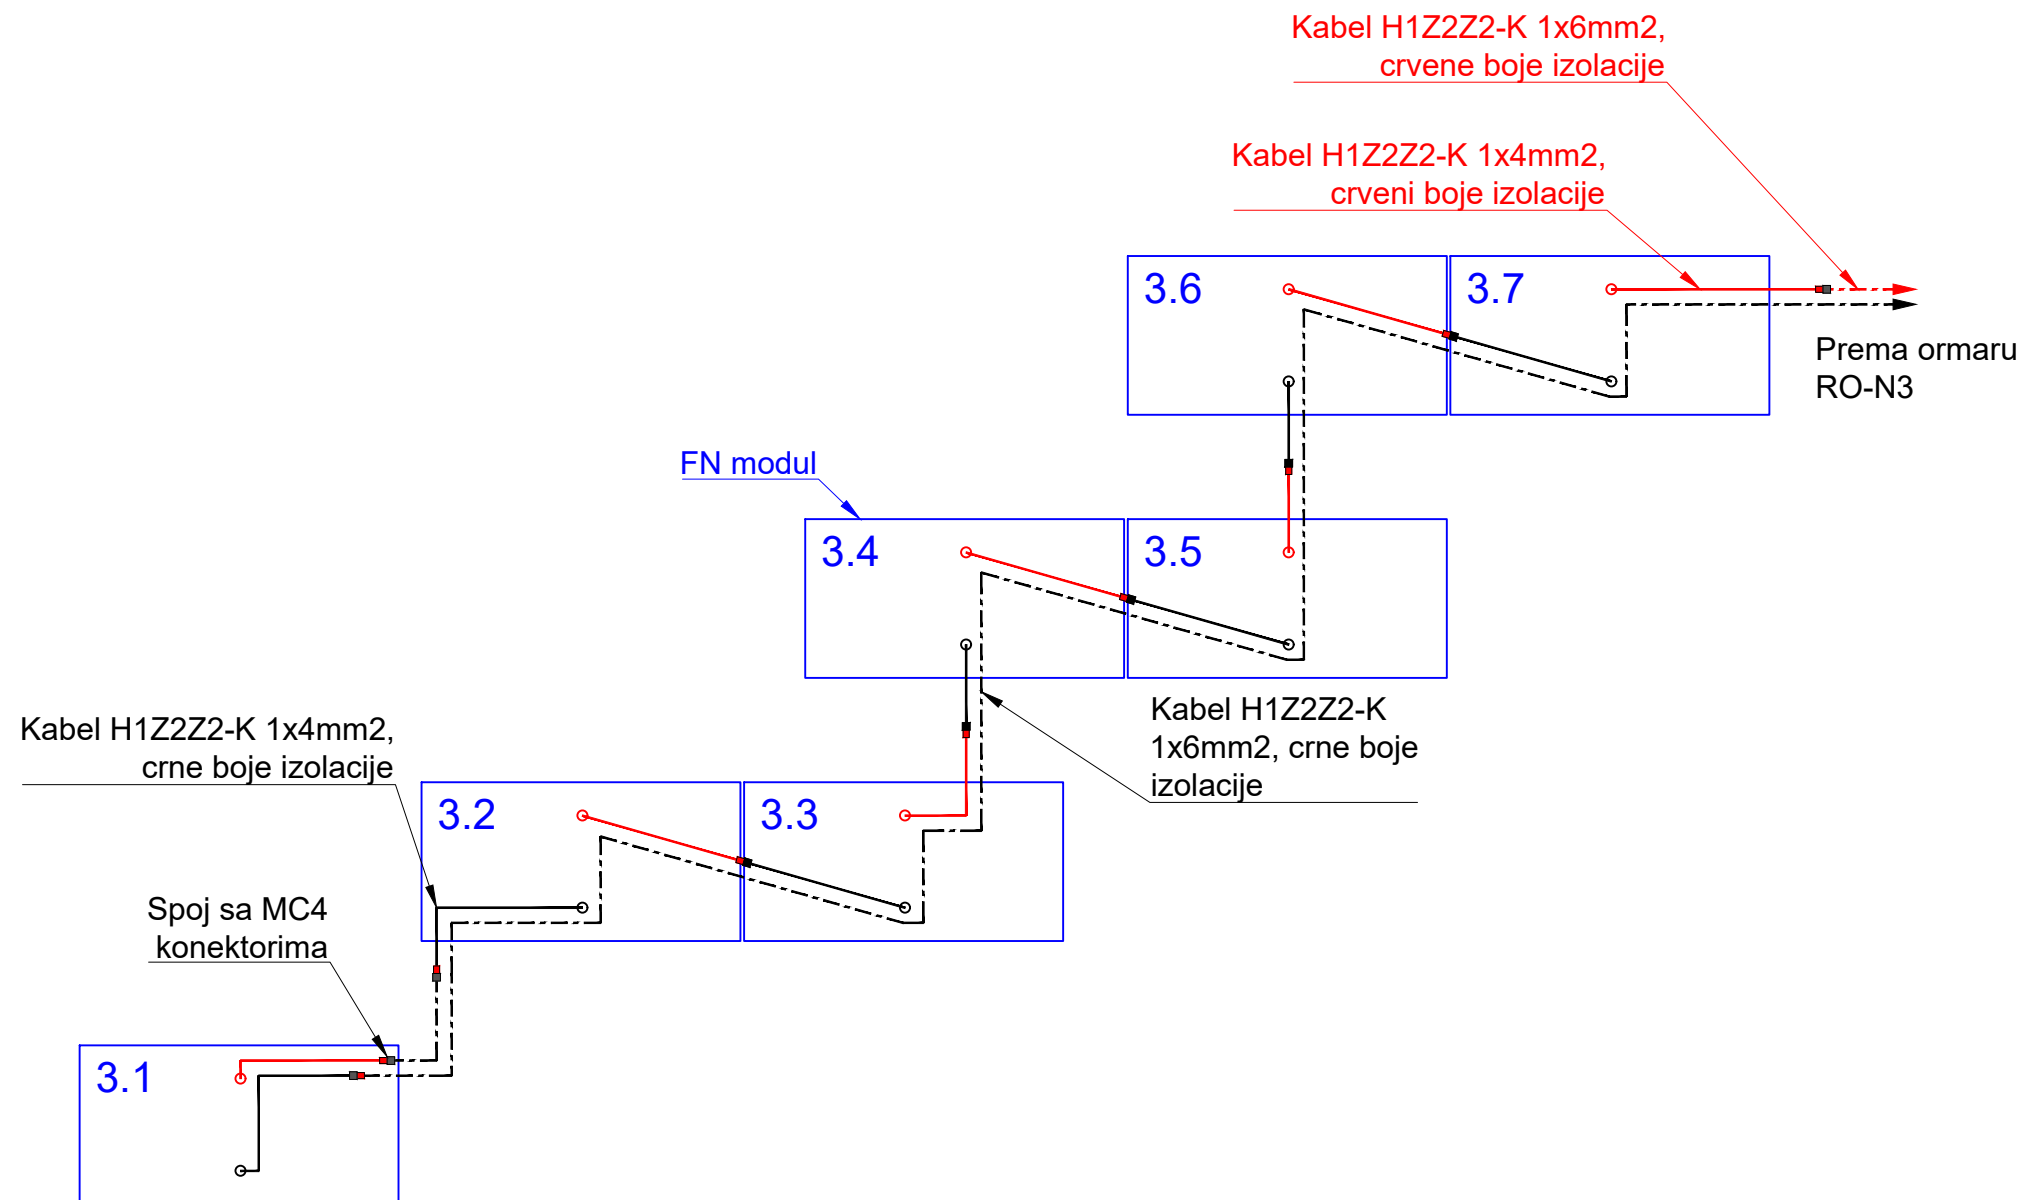 Kabel H1Z2Z2-K 1x6mm2,
crvene boje izolacije
Kabel H1Z2Z2-K 1x4mm2,
crveni boje izolacije
3.6
3.7
Prema ormaru
RO-N3
FN modul
3.4
3.5
Kabel H1Z2Z2-K
1x6mm2, crne boje
izolacije
Kabel H1Z2Z2-K 1x4mm2,
crne boje izolacije
3.2
3.3
Spoj sa MC4
konektorima
3.1